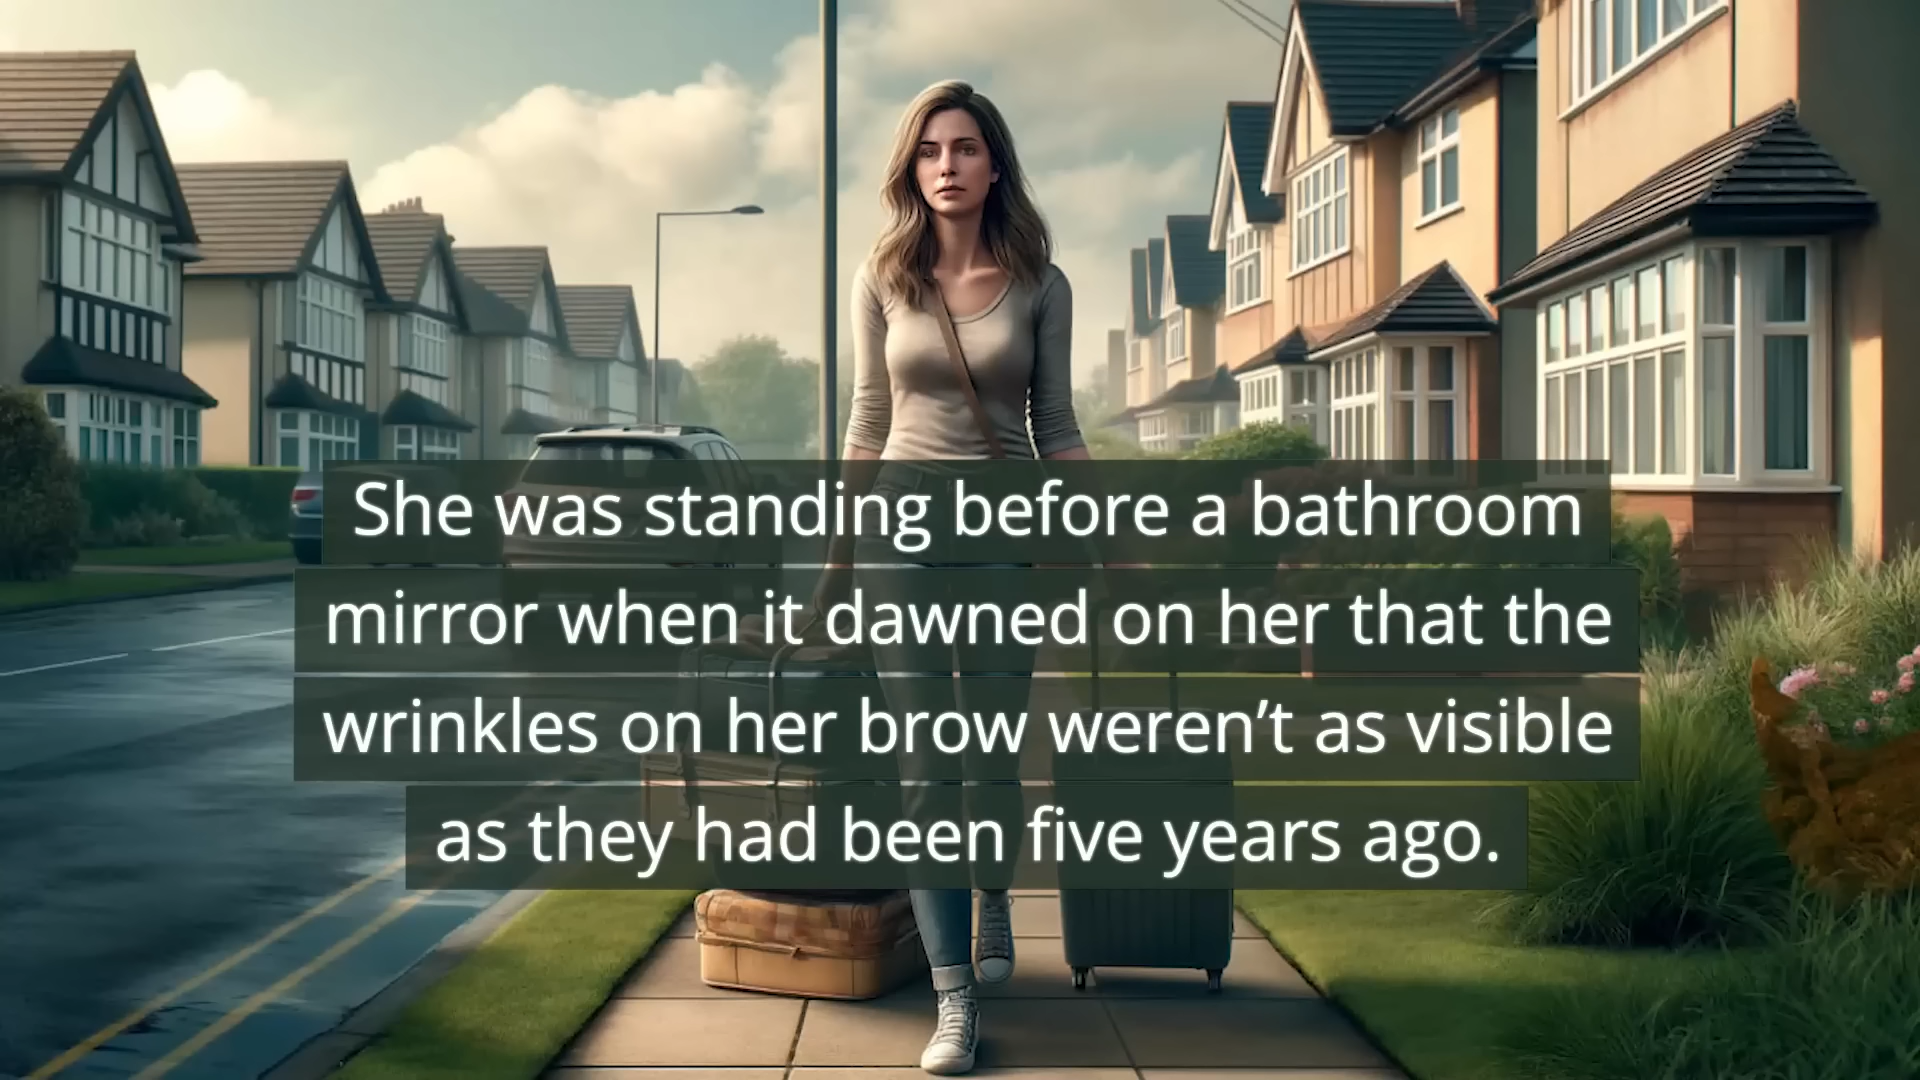 She was standing before a bathroom
mirror when it dawned on her that the
wrinkles on her brow weren’t as visible
as they had been five years ago.